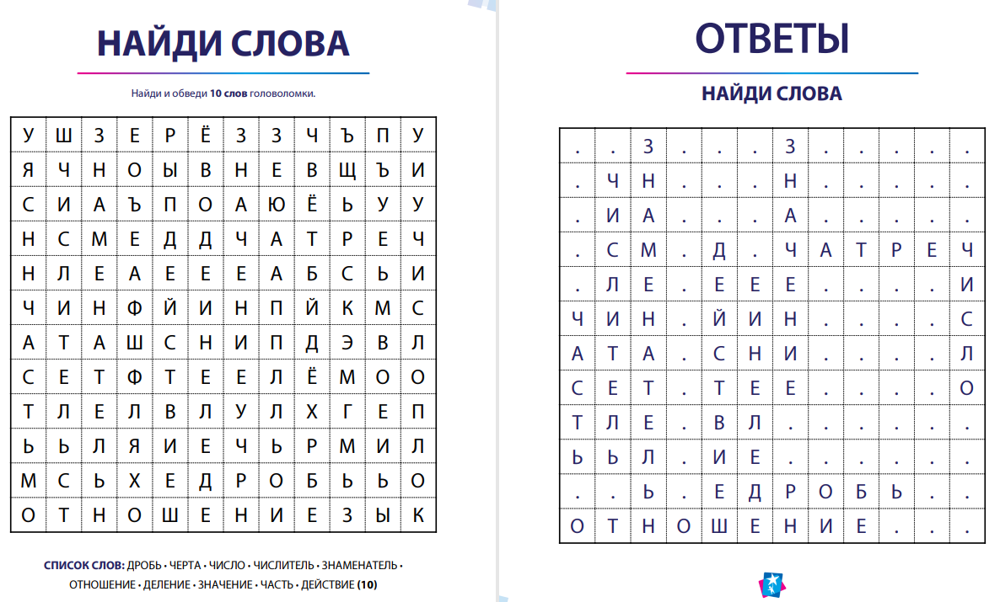 НАЙДИ СЛОВА
Найди и обведи 10 слов головоломки.
У Ш З Е Р Ё З З Ч Ъ П У
Я Ч Н О Ы В Н Е В Щ Ъ И
С И А Ъ П О А Ю Ё Ь У У
Н С М Е Д Д Ч А Т Р Е Ч
Н Л Е А Е Е Е А Б С Ь И
Ч И Н Ф Й И Н П Й К М С
А Т А Ш С Н И П Д Э В Л
С Е Т Ф Т Е Е Л Ё М О О
Т Л Е Л В Л У Л Х Г Е П
Ь Ь Л Я И Е Ч Ь Р М И Л
М С Ь Х Е Д Р О Б Ь Ь О
О Т Н О Ш Е Н И Е З Ы К
СПИСОК СЛОВ: ДРОБЬ • ЧЕРТА • ЧИСЛО • ЧИСЛИТЕЛЬ • ЗНАМЕНАТЕЛЬ •
ОТНОШЕНИЕ • ДЕЛЕНИЕ • ЗНАЧЕНИЕ • ЧАСТЬ • ДЕЙСТВИЕ (10)
ОТВЕТЫ
НАЙДИ СЛОВА
. . З . . . З . . . . .
. Ч Н . . . Н . . . . .
. И А . . . А . . . . .
. С М . Д . Ч А Т Р Е Ч
. Л Е . Е Е Е . . . . И
Ч И Н . Й И Н . . . . С
А Т А . С Н И . . . . Л
С Е Т . Т Е Е . . . . О
Т Л Е . В Л . . . . . .
Ь Ь Л . И Е . . . . . .
. . Ь . Е Д Р О Б Ь . .
О Т Н О Ш Е Н И Е . . .